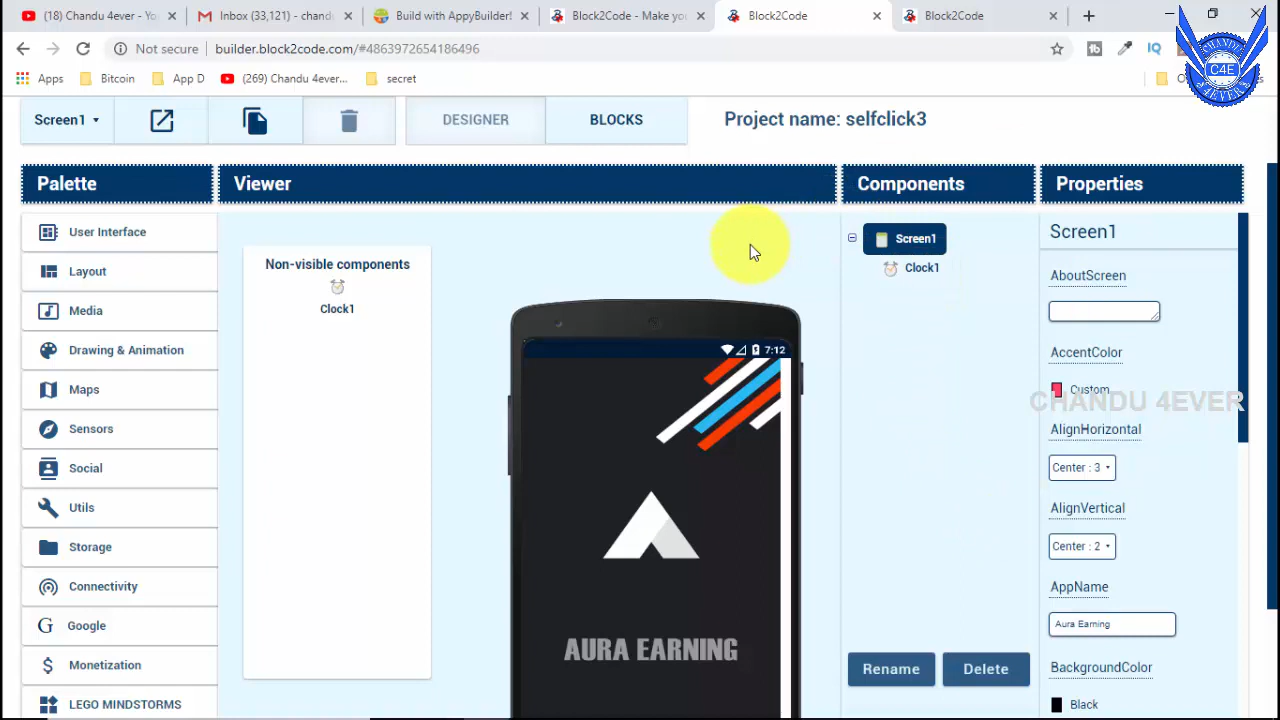 (18) Chandu 4ever - You
Inbox (33,121) - chand
Build with AppyBuilder!
Block2Code - Make you
Block2Code
Block2Code
Not secure
builder.block2code.com/#4863972654186496
Apps
Bitcoin
App D
(269) Chandu 4ever...
secret
C4E
Screen1
DESIGNER
BLOCKS
Project name: selfclick3
Palette
Viewer
Components
Properties
User Interface
Layout
Media
Drawing & Animation
Maps
Sensors
Social
Utils
Storage
Connectivity
Google
Monetization
LEGO MINDSTORMS
Non-visible components
Clock1
7:12
AURA EARNING
Screen1
Clock1
Rename
Delete
Screen1
AboutScreen
AccentColor
Custom
CHANDU 4EVER
AlignHorizontal
Center : 3
AlignVertical
Center : 2
AppName
Aura Earning
BackgroundColor
Black